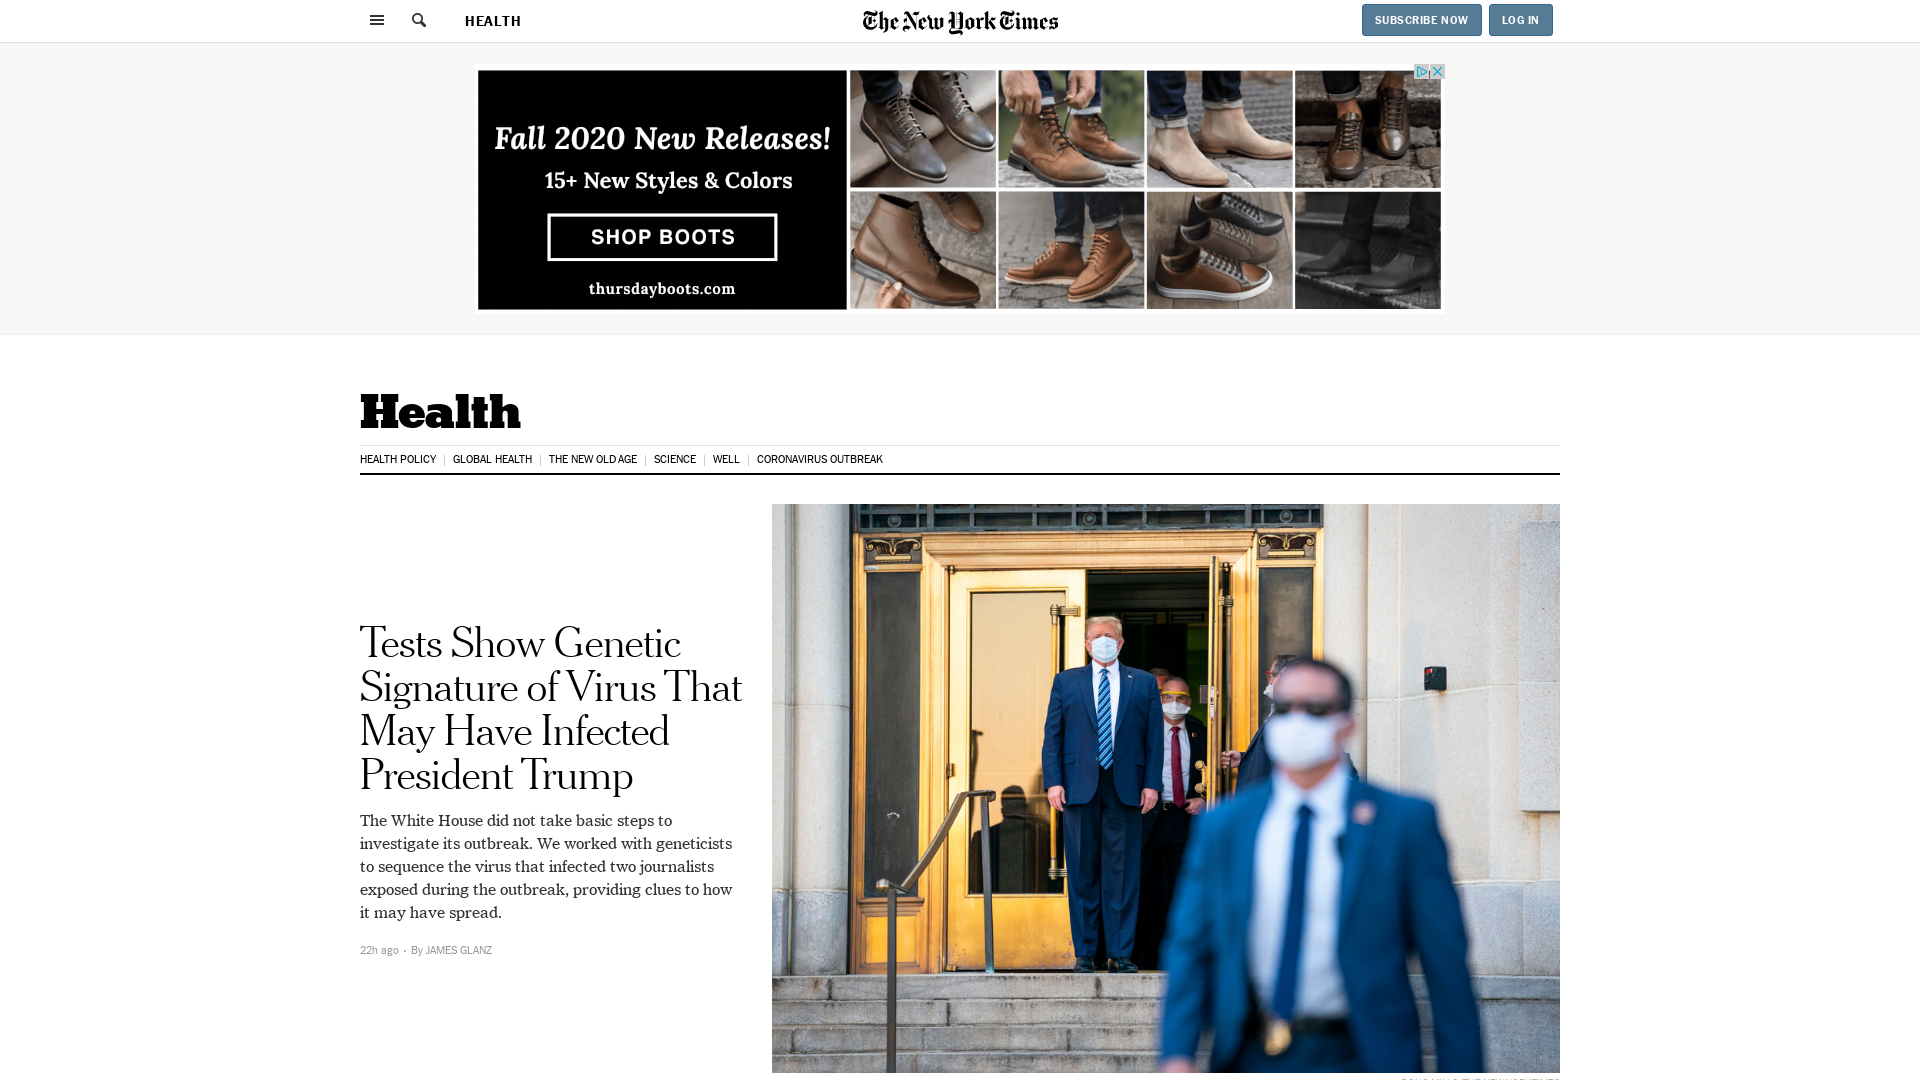 HEALTH
The New York Times
SUBSCRIBE NOW
LOG IN
Fall 2020 New Releases!
15+ New Styles & Colors
SHOP BOOTS
thursdayboots.com
Health
HEALTH POLICY
GLOBAL HEALTH
THE NEW OLD AGE
SCIENCE
WELL
CORONAVIRUS OUTBREAK
Tests Show Genetic
Signature of Virus That
May Have Infected
President Trump
The White House did not take basic steps to
investigate its outbreak. We worked with geneticists
to sequence the virus that infected two journalists
exposed during the outbreak, providing clues to how
it may have spread.
22h ago · By JAMES GLANZ